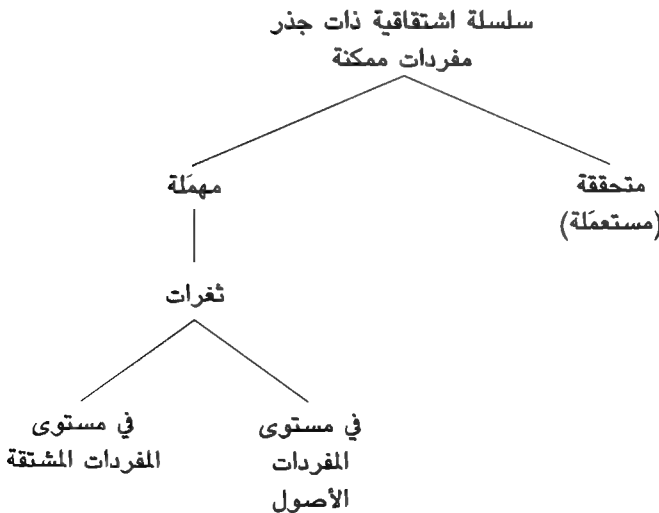 سلسلة اشتقاقية ذات جذر
مفردات ممكنة
متحققة
(مستعمَلة)
مهمَلة
ثغرات
في مستوى
المفردات
الأصول
في مستوى
المفردات المشتقة